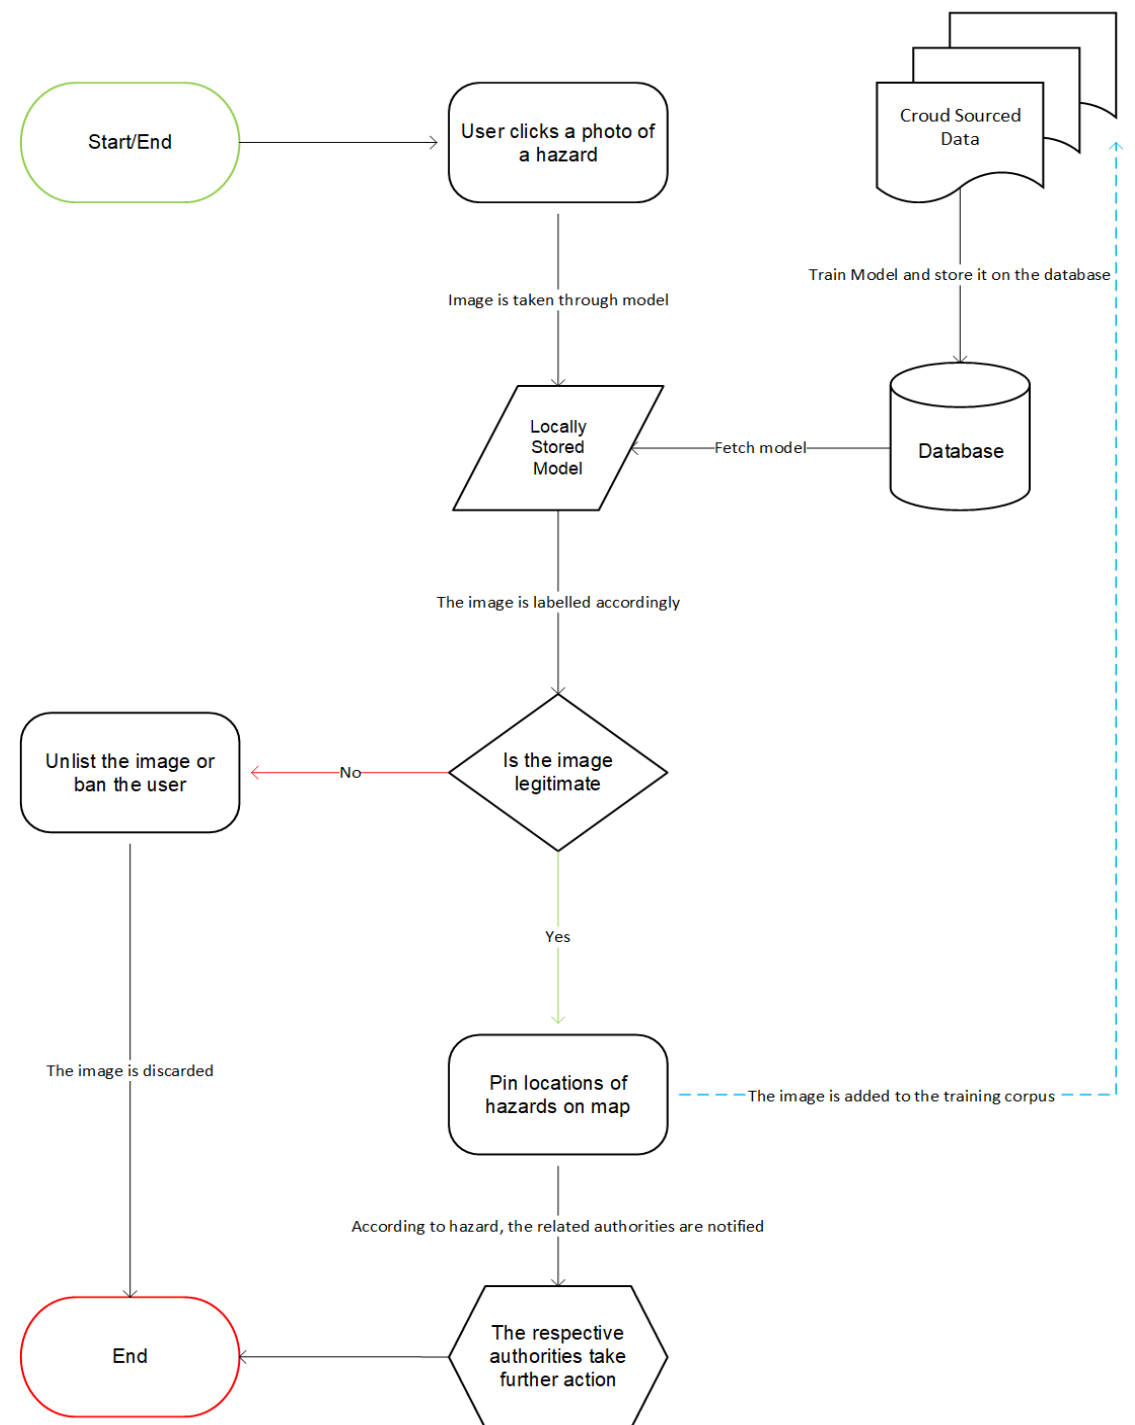 Start/End
User clicks a photo of
a hazard
Croud Sourced
Data
Train Model and store it on the database
Image is taken through model
Locally
Stored
Model
Fetch model
Database
The image is labelled accordingly
Unlist the image or
ban the user
No
Is the image
legitimate
Yes
The image is discarded
Pin locations of
hazards on map
The image is added to the training corpus
According to hazard, the related authorities are notified
End
The respective
authorities take
further action